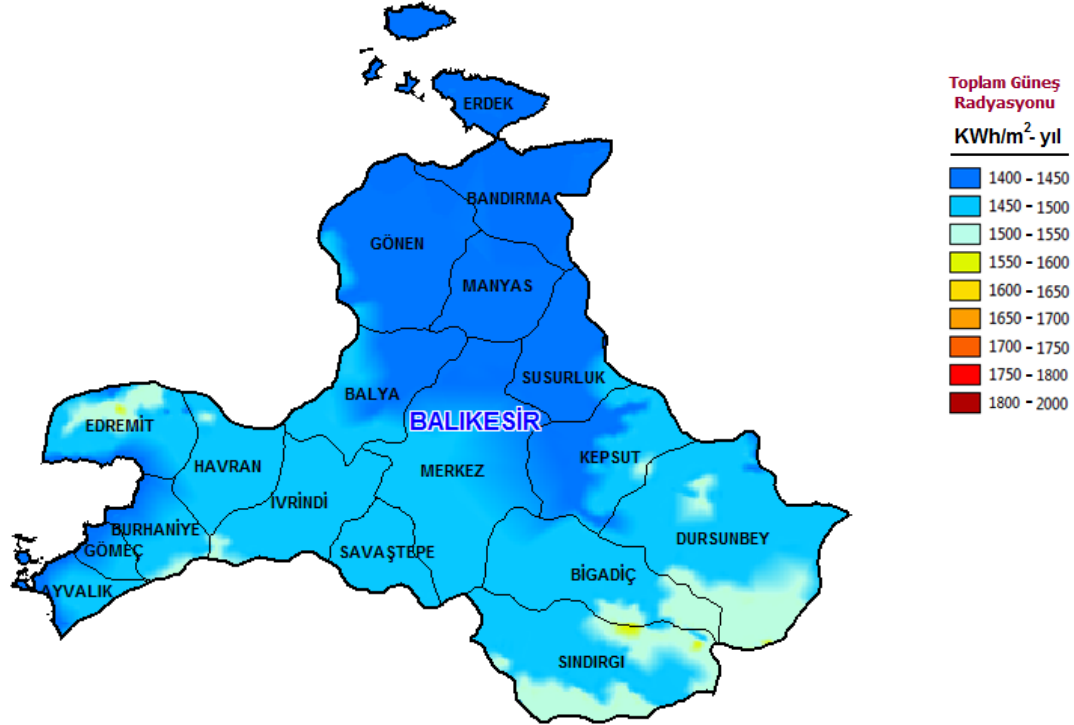 Toplam Güneş
Radyasyonu
KWh/m²- yıl
1400 - 1450
1450 - 1500
1500 - 1550
1550 - 1600
1600 - 1650
1650 - 1700
1700 - 1750
1750 - 1800
1800 - 2000
ERDEK
BANDIRMA
GÖNEN
MANYAS
SUSURLUK
BALYA
BALIKESİR
EDREMİT
HAVRAN
MERKEZ
KEPSUT
İVRİNDİ
BURHANİYE
GÖMEÇ
SAVAŞTEPE
DURSUNBEY
BİGADİÇ
AYVALIK
SINDIRGI